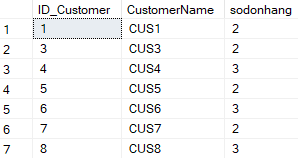 ID_Customer CustomerName sodonhang
1 1 CUS1 2
2 3 CUS3 2
3 4 CUS4 3
4 5 CUS5 2
5 6 CUS6 3
6 7 CUS7 2
7 8 CUS8 3